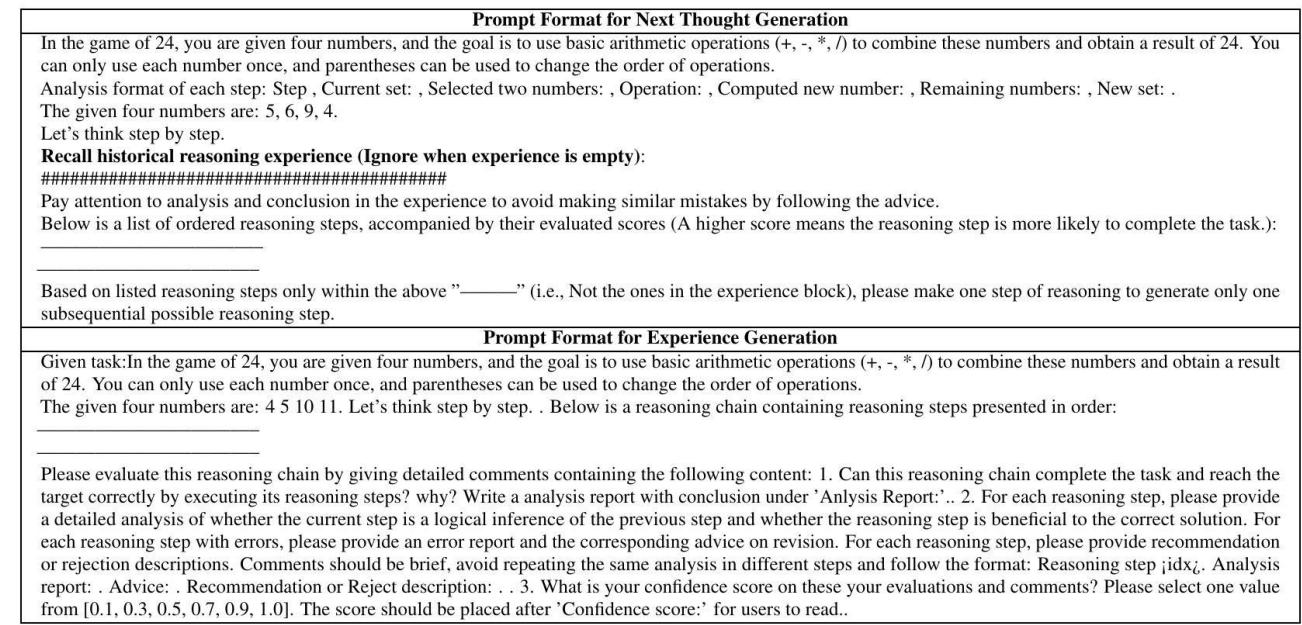 Prompt Format for Next Thought Generation
In the game of 24, you are given four numbers, and the goal is to use basic arithmetic operations (+, -, *, /) to combine these numbers and obtain a result of 24. You
can only use each number once, and parentheses can be used to change the order of operations.
Analysis format of each step: Step , Current set: , Selected two numbers: , Operation: , Computed new number: , Remaining numbers: , New set: .
The given four numbers are: 5, 6, 9, 4.
Let's think step by step.
Recall historical reasoning experience (Ignore when experience is empty):
##########################################
Pay attention to analysis and conclusion in the experience to avoid making similar mistakes by following the advice.
Below is a list of ordered reasoning steps, accompanied by their evaluated scores (A higher score means the reasoning step is more likely to complete the task.):
Based on listed reasoning steps only within the above "———" (i.e., Not the ones in the experience block), please make one step of reasoning to generate only one
subsequential possible reasoning step.
Prompt Format for Experience Generation
Given task:In the game of 24, you are given four numbers, and the goal is to use basic arithmetic operations (+, -, *, /) to combine these numbers and obtain a result
of 24. You can only use each number once, and parentheses can be used to change the order of operations.
The given four numbers are: 4 5 10 11. Let's think step by step. . Below is a reasoning chain containing reasoning steps presented in order:
Please evaluate this reasoning chain by giving detailed comments containing the following content: 1. Can this reasoning chain complete the task and reach the
target correctly by executing its reasoning steps? why? Write a analysis report with conclusion under 'Anlysis Report:'.. 2. For each reasoning step, please provide
a detailed analysis of whether the current step is a logical inference of the previous step and whether the reasoning step is beneficial to the correct solution. For
each reasoning step with errors, please provide an error report and the corresponding advice on revision. For each reasoning step, please provide recommendation
or rejection descriptions. Comments should be brief, avoid repeating the same analysis in different steps and follow the format: Reasoning step ¡idx¿. Analysis
report: . Advice: . Recommendation or Reject description: . . 3. What is your confidence score on these your evaluations and comments? Please select one value
from [0.1, 0.3, 0.5, 0.7, 0.9, 1.0]. The score should be placed after 'Confidence score:' for users to read..